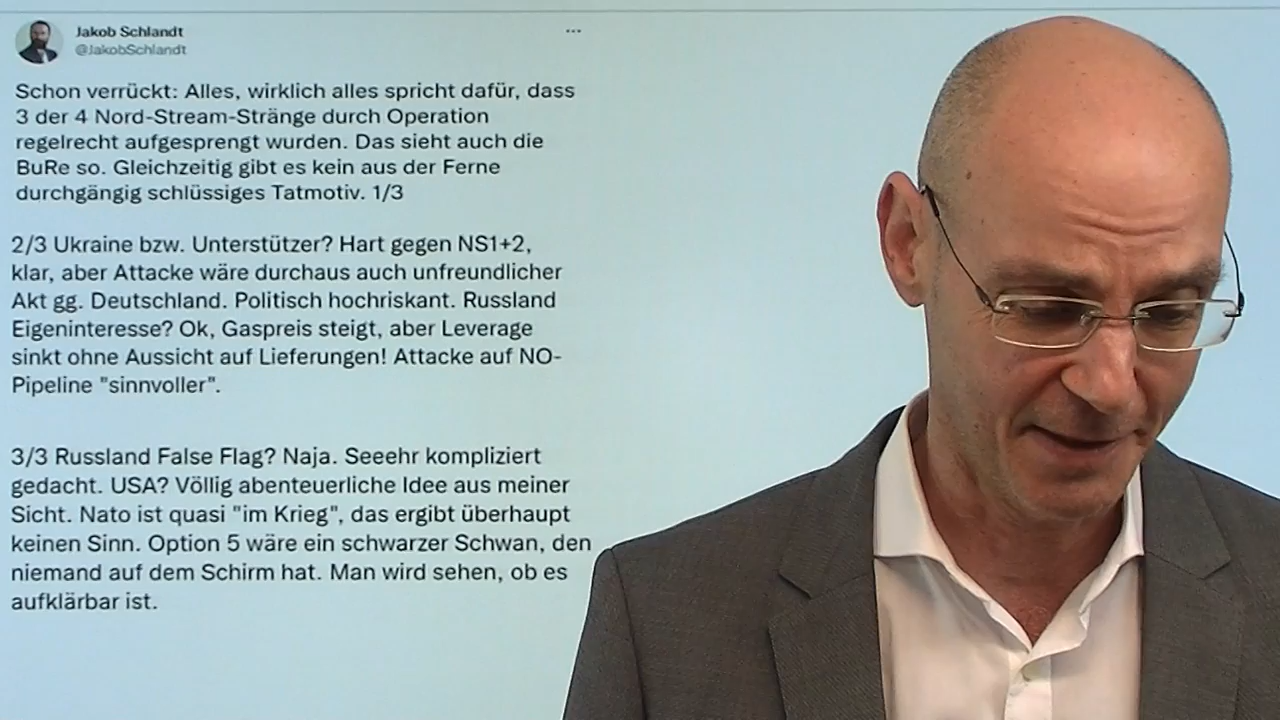 Jakob Schlandt
@JakobSchlandt
Schon verrückt: Alles, wirklich alles spricht dafür, dass
3 der 4 Nord-Stream-Stränge durch Operation
regelrecht aufgesprengt wurden. Das sieht auch die
BuRe so. Gleichzeitig gibt es kein aus der Ferne
durchgängig schlüssiges Tatmotiv. 1/3
2/3 Ukraine bzw. Unterstützer? Hart gegen NS1+2,
klar, aber Attacke wäre durchaus auch unfreundlicher
Akt gg. Deutschland. Politisch hochriskant. Russland
Eigeninteresse? Ok, Gaspreis steigt, aber Leverage
sinkt ohne Aussicht auf Lieferungen! Attacke auf NO-
Pipeline "sinnvoller".
3/3 Russland False Flag? Naja. Seeehr kompliziert
gedacht. USA? Völlig abenteuerliche Idee aus meiner
Sicht. Nato ist quasi "im Krieg", das ergibt überhaupt
keinen Sinn. Option 5 wäre ein schwarzer Schwan, den
niemand auf dem Schirm hat. Man wird sehen, ob es
aufklärbar ist.